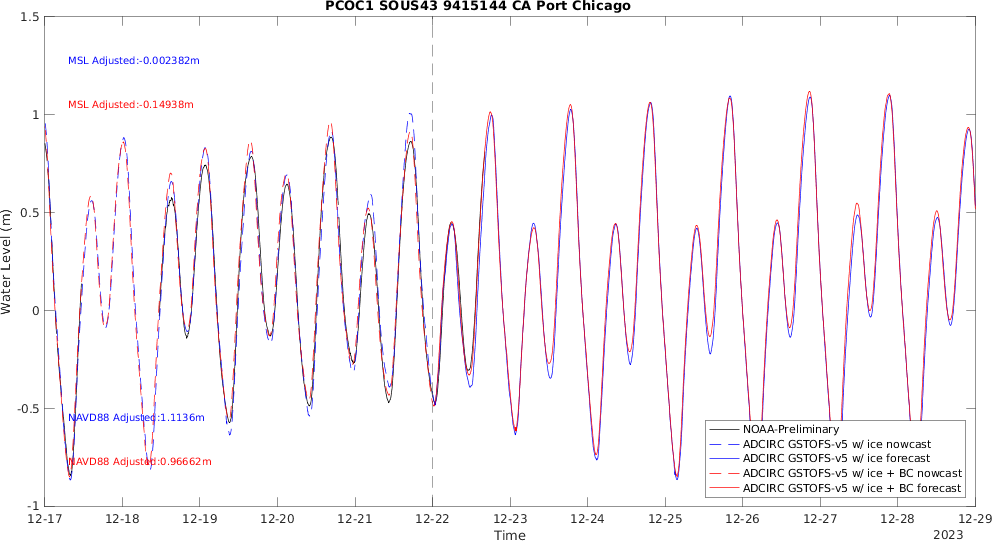 PCOC1 SOUS43 9415144 CA Port Chicago
1.5
MSL Adjusted:-0.002382m
MSL Adjusted:-0.14938m
1
0.5
Water Level (m)
0
-0.5
NAVD88 Adjusted:1.1136m
NAVD88 Adjusted:0.96662m
NOAA-Preliminary
ADCIRC GSTOFS-v5 w/ ice nowcast
ADCIRC GSTOFS-v5 w/ ice forecast
ADCIRC GSTOFS-v5 w/ ice + BC nowcast
ADCIRC GSTOFS-v5 w/ ice + BC forecast
-1
12-17 12-18 12-19 12-20 12-21 12-22 12-23 12-24 12-25 12-26 12-27 12-28 12-29
Time
2023